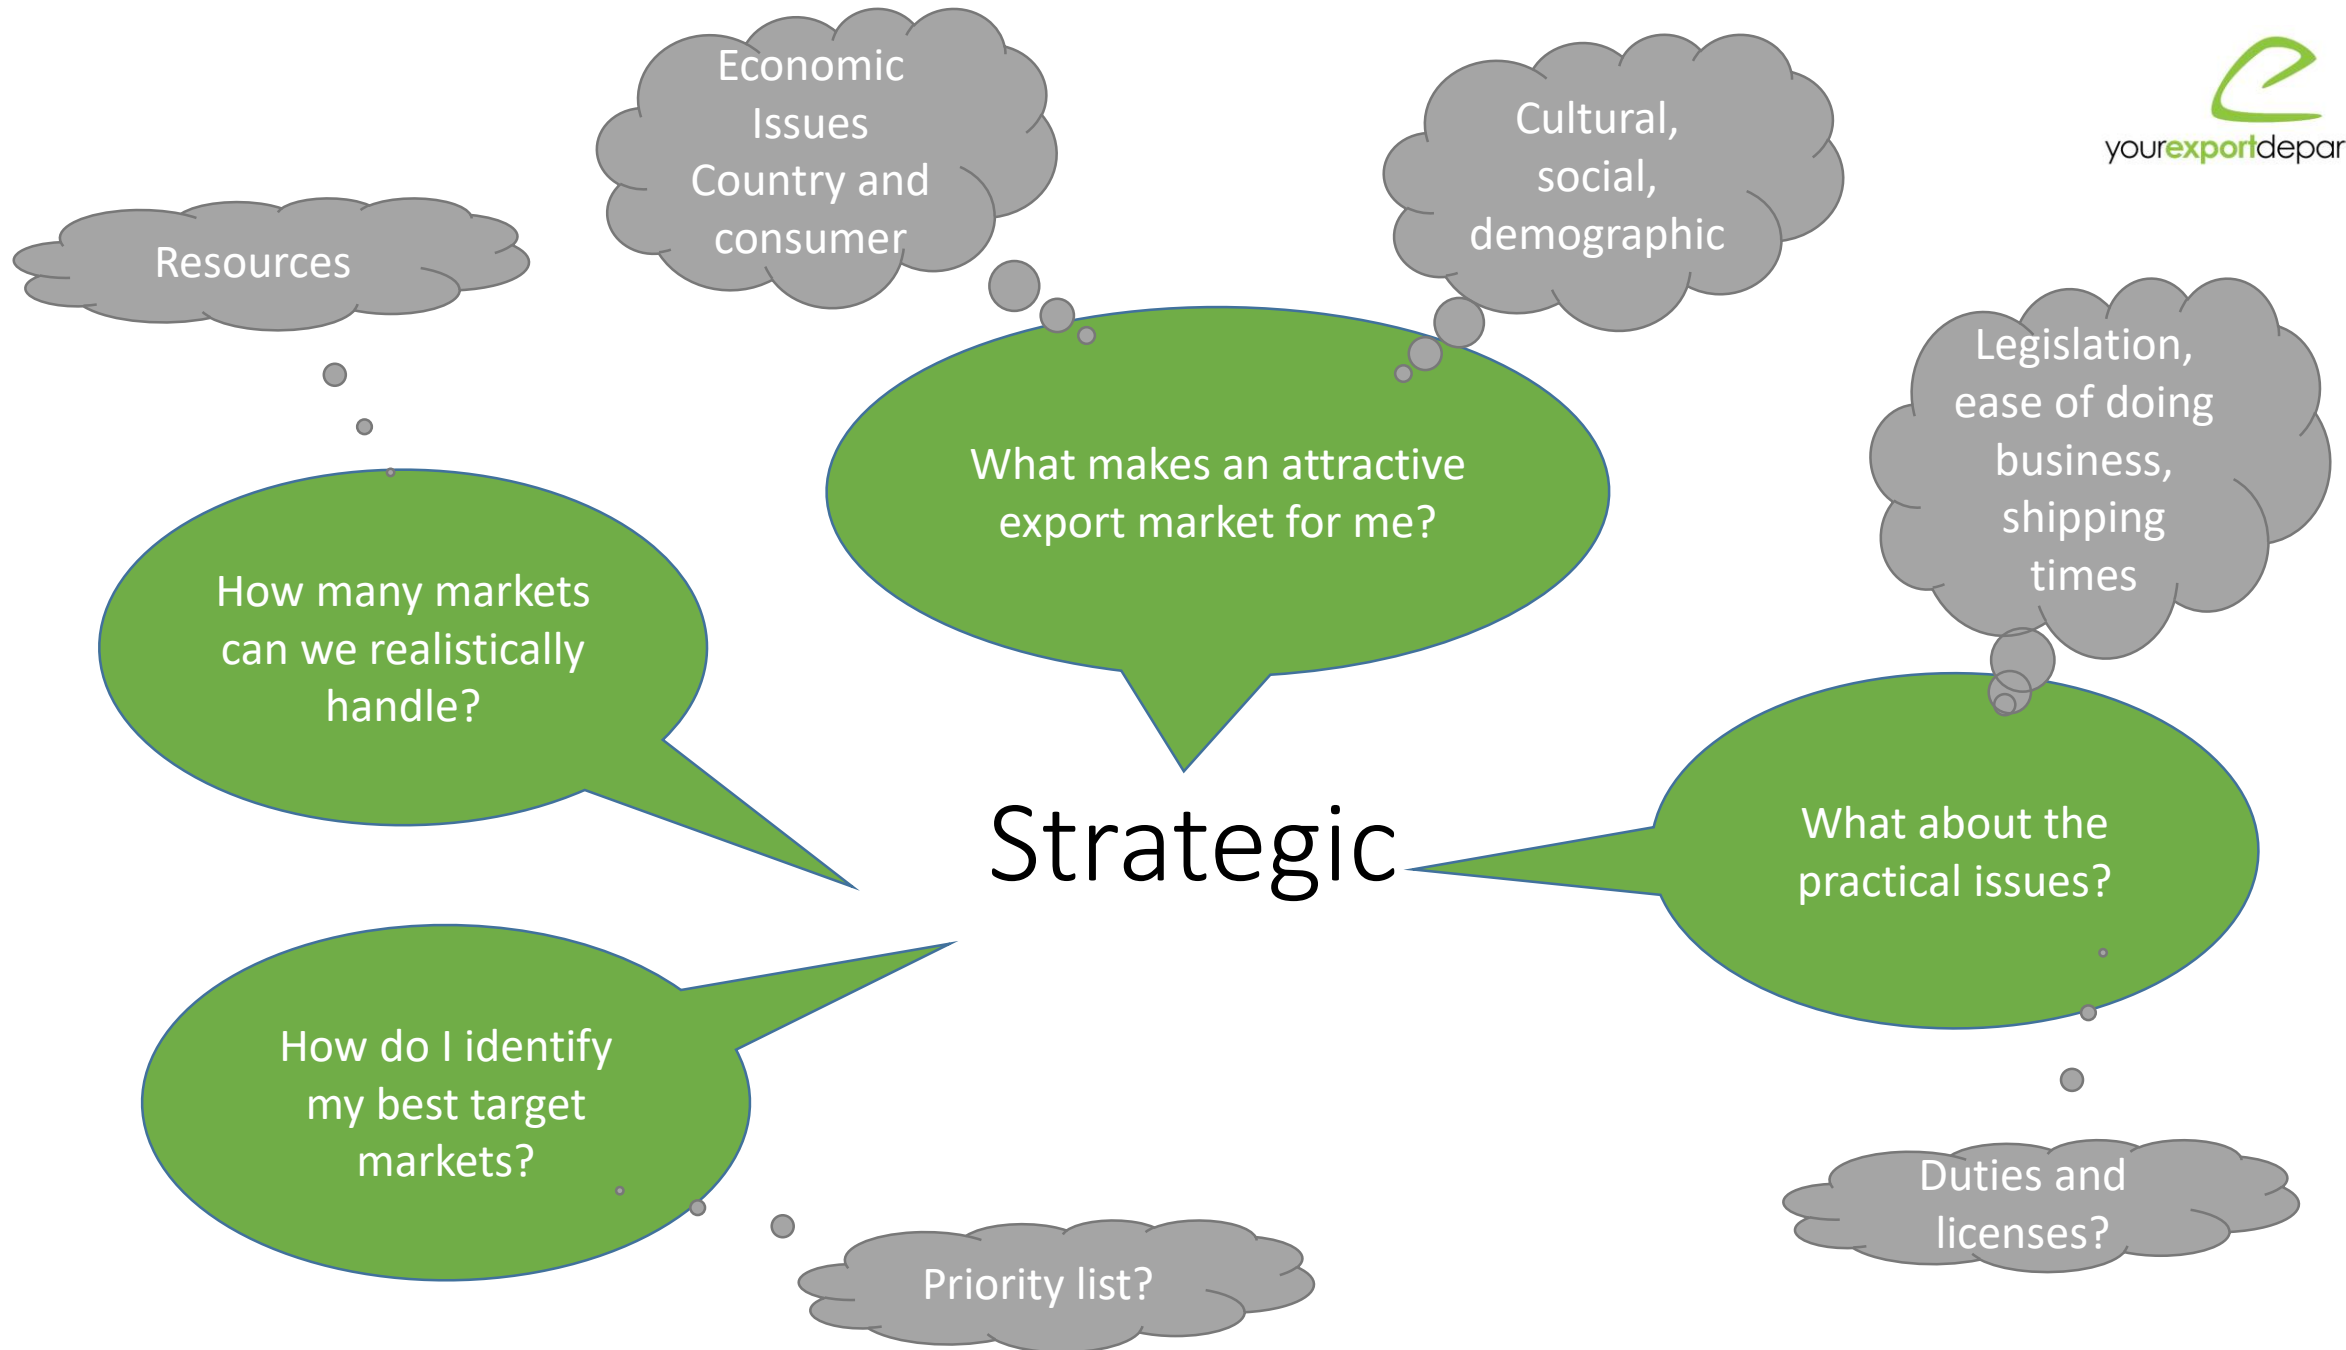 Economic
Issues
Country and
consumer
Cultural,
social,
demographic
yourexportdepar
Resources
Legislation,
ease of doing
business,
shipping
times
What makes an attractive
export market for me?
How many markets
can we realistically
handle?
Strategic
What about the
practical issues?
How do I identify
my best target
markets?
Duties and
licenses?
Priority list?